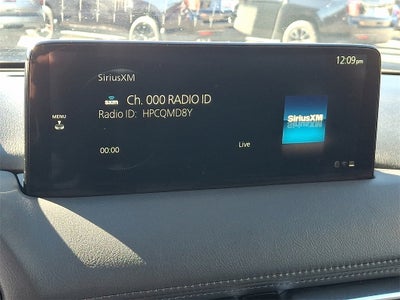 12:09pm
SiriusXM
Ch. 000 RADIO ID
Radio ID: HPCQMD8Y
MENU
SiriusXM
00:00
Live